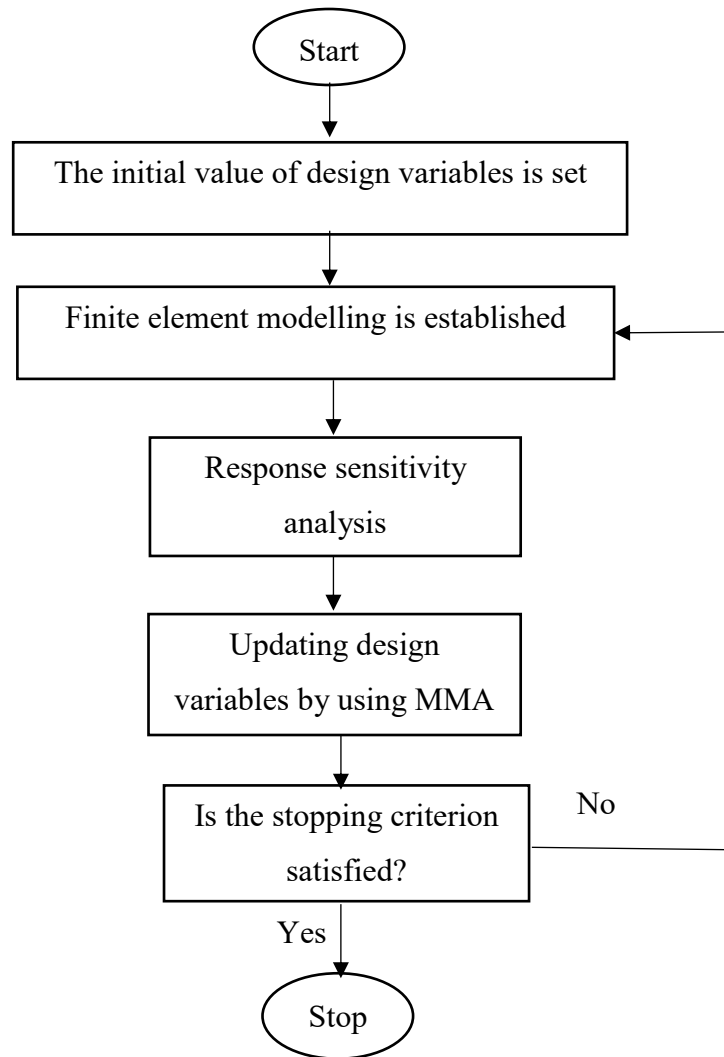 Start
The initial value of design variables is set
Finite element modelling is established
Response sensitivity
analysis
Updating design
variables by using MMA
Is the stopping criterion
satisfied?
No
Yes
Stop